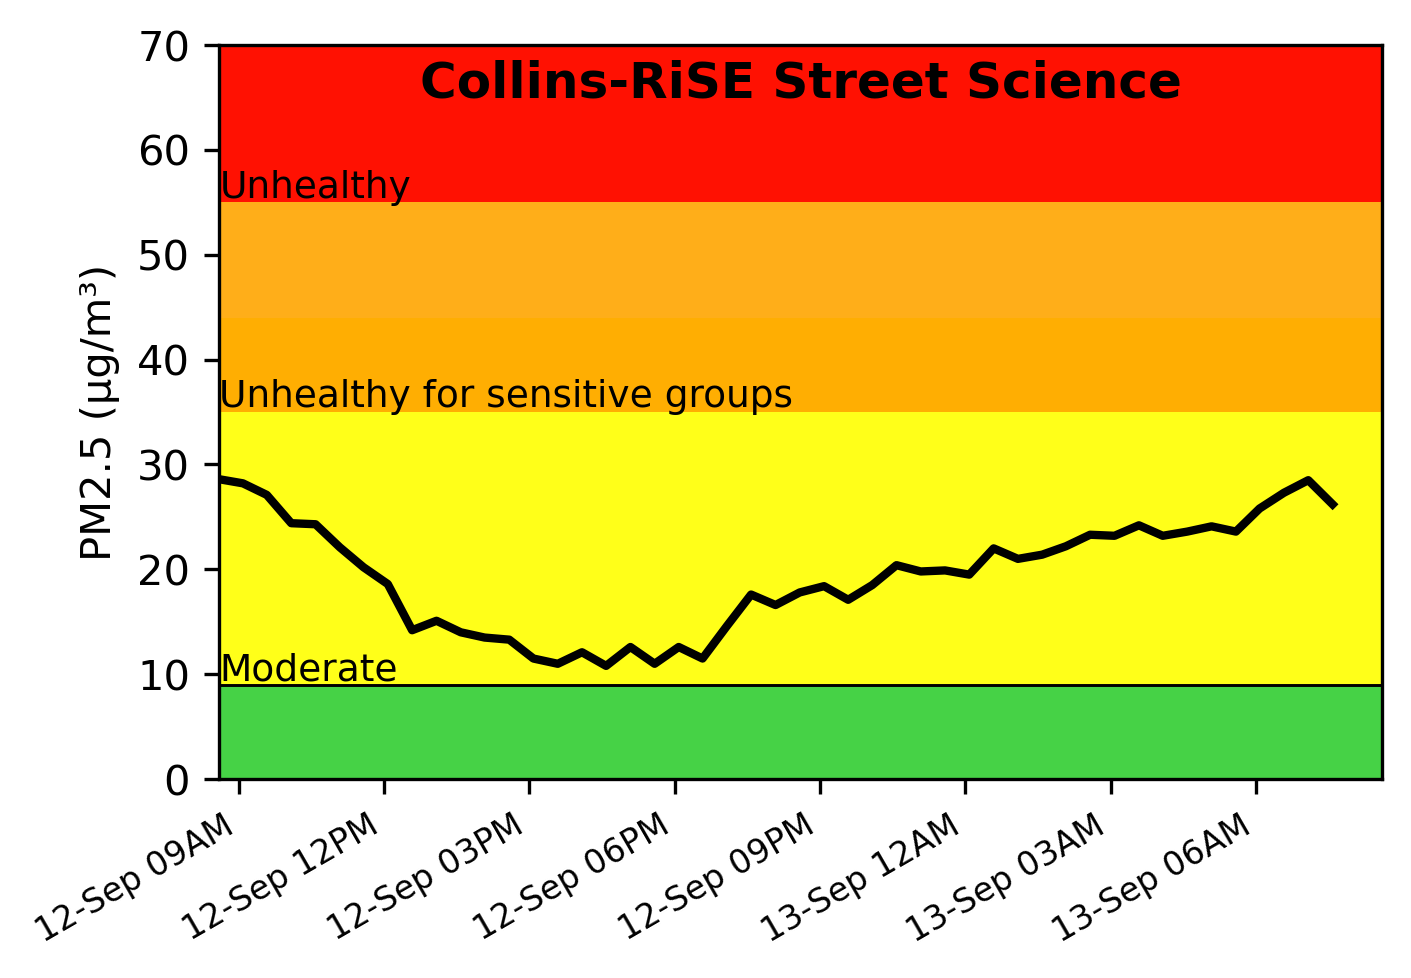 Collins-RiSE Street Science
PM2.5 (µg/m³)
70
60
50
40
30
20
10
0
Unhealthy
Unhealthy for sensitive groups
Moderate
12-Sep 09AM
12-Sep 12PM
12-Sep 03PM
12-Sep 06PM
12-Sep 09PM
13-Sep 12AM
13-Sep 03AM
13-Sep 06AM